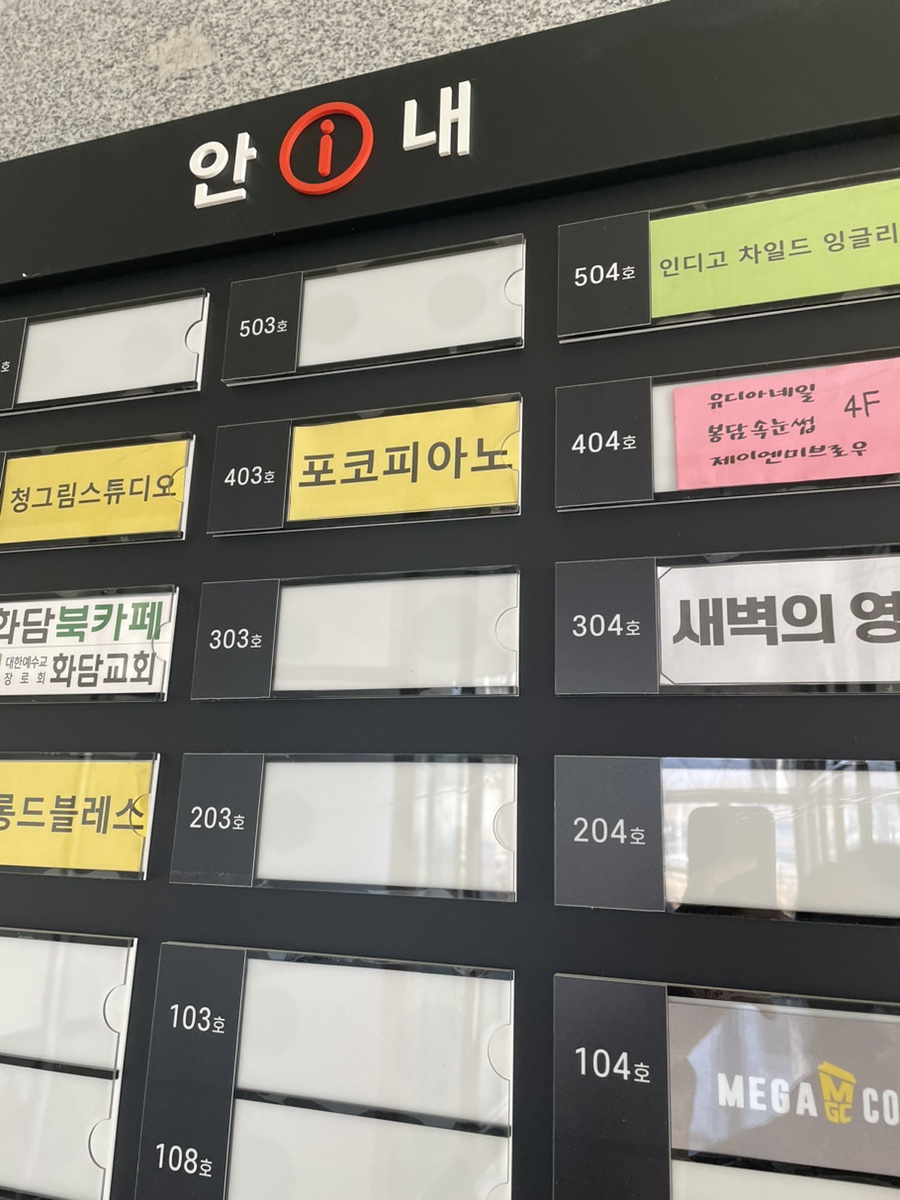 안 i 내
호
503호
504호 인디고 차일드 잉글리
청그림스튜디오
403호 포코피아노
404호
유디아네일
봉담속눈썹
제이엔미브로우
4F
화담북카페
대한예수교
장로회
화담교회
303호
304호 새벽의 영
롱드블레스
203호
204호
103호
108호
104호
MEGA MGC CO